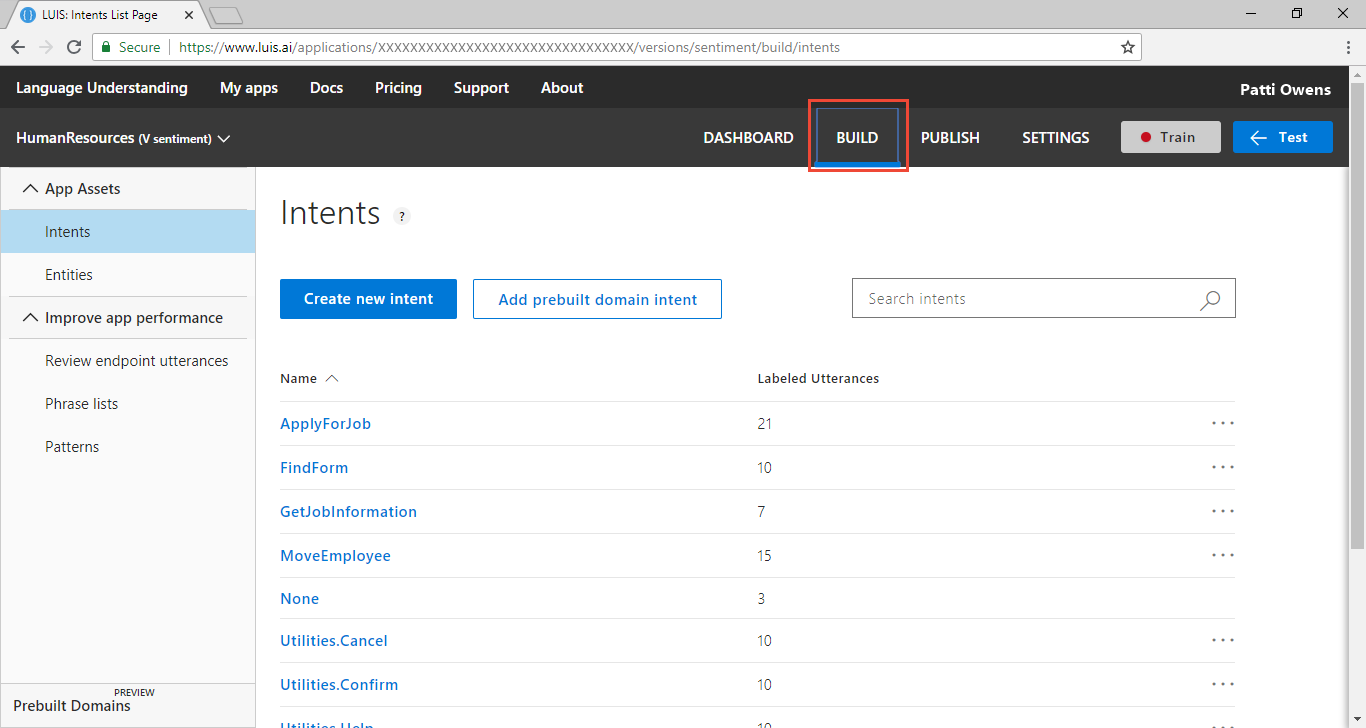 LUIS: Intents List Page
Secure https://www.luis.ai/applications/XXXXXXXXXXXXXXXXXXXXXXXXXXXXXXXX/versions/sentiment/build/intents
Language Understanding My apps Docs Pricing Support About Patti Owens
HumanResources (V sentiment) DASHBOARD BUILD PUBLISH SETTINGS Train Test
App Assets
Intents
Entities
Improve app performance
Review endpoint utterances
Phrase lists
Patterns
PREVIEW
Prebuilt Domains
Intents ?
Create new intent Add prebuilt domain intent Search intents
Name Labeled Utterances
ApplyForJob 21 ...
FindForm 10 ...
GetJobInformation 7 ...
MoveEmployee 15 ...
None 3
Utilities.Cancel 10 ...
Utilities.Confirm 10 ...
Utilities.Help 10